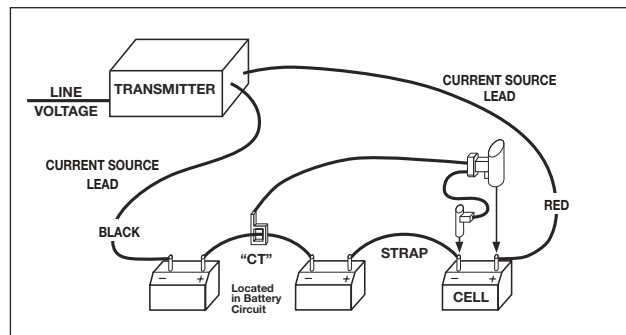 LINE
VOLTAGE
TRANSMITTER
CURRENT SOURCE
LEAD
CURRENT SOURCE
LEAD
BLACK
RED
"CT"
Located
in Battery
Circuit
STRAP
CELL
– +
– +
– +